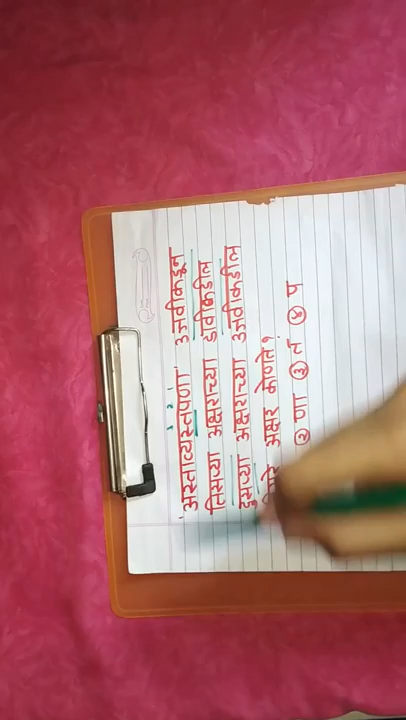 'अस्ताव्यस्तपणा' उजवीकडून
तिसऱ्या अक्षराच्या डावीकडील
दुसऱ्या अक्षराच्या उजवीकडील
अक्षर कोणते?
② णा ③ त ④ प